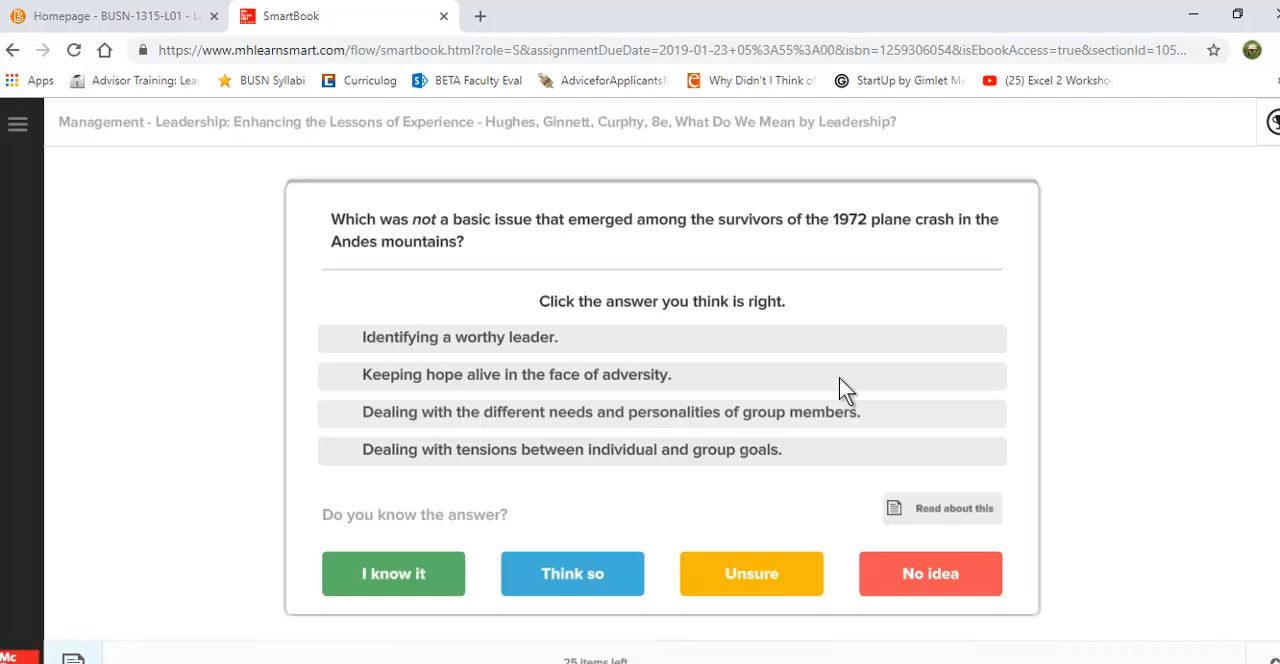 Homepage - BUSN-1315-L01 - Le
SmartBook
https://www.mhlearnsmart.com/flow/smartbook.html?role=S&assignmentDueDate=2019-01-23+05%3A55%3A00&isbn=1259306054&isEbookAccess=true&sectionId=105...
Apps Advisor Training: Lea BUSN Syllabi Curriculog BETA Faculty Eval AdviceforApplicants Why Didn't I Think of StartUp by Gimlet Me (25) Excel 2 Worksho
Management - Leadership: Enhancing the Lessons of Experience - Hughes, Ginnett, Curphy, 8e, What Do We Mean by Leadership?
Which was not a basic issue that emerged among the survivors of the 1972 plane crash in the
Andes mountains?
Click the answer you think is right.
Identifying a worthy leader.
Keeping hope alive in the face of adversity.
Dealing with the different needs and personalities of group members.
Dealing with tensions between individual and group goals.
Read about this
Do you know the answer?
I know it Think so Unsure No idea
Mc
25 items left